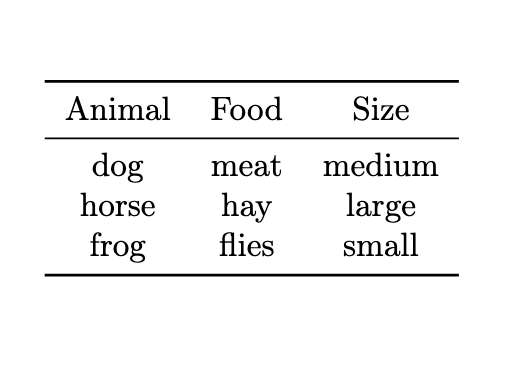 Animal Food Size
dog meat medium
horse hay large
frog flies small